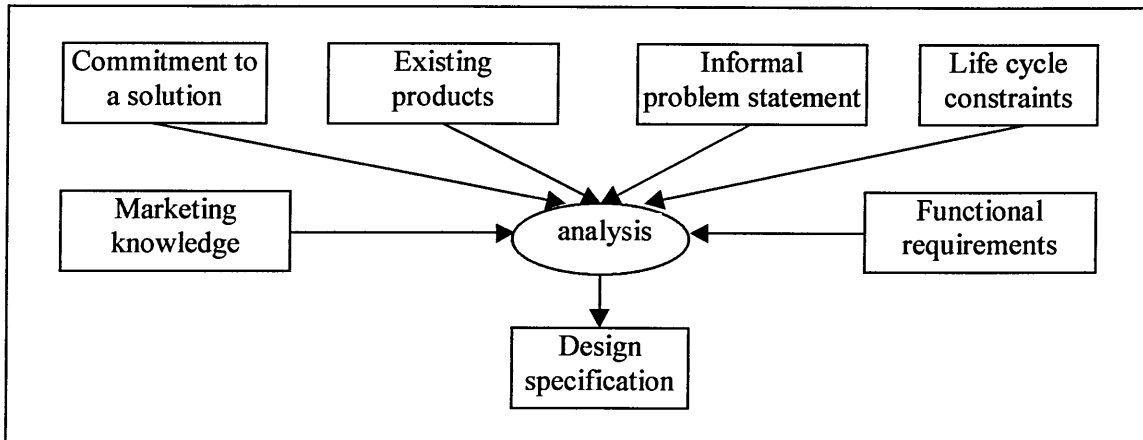 Commitment to
a solution
Existing
products
Informal
problem statement
Life cycle
constraints
Marketing
knowledge
analysis
Functional
requirements
Design
specification